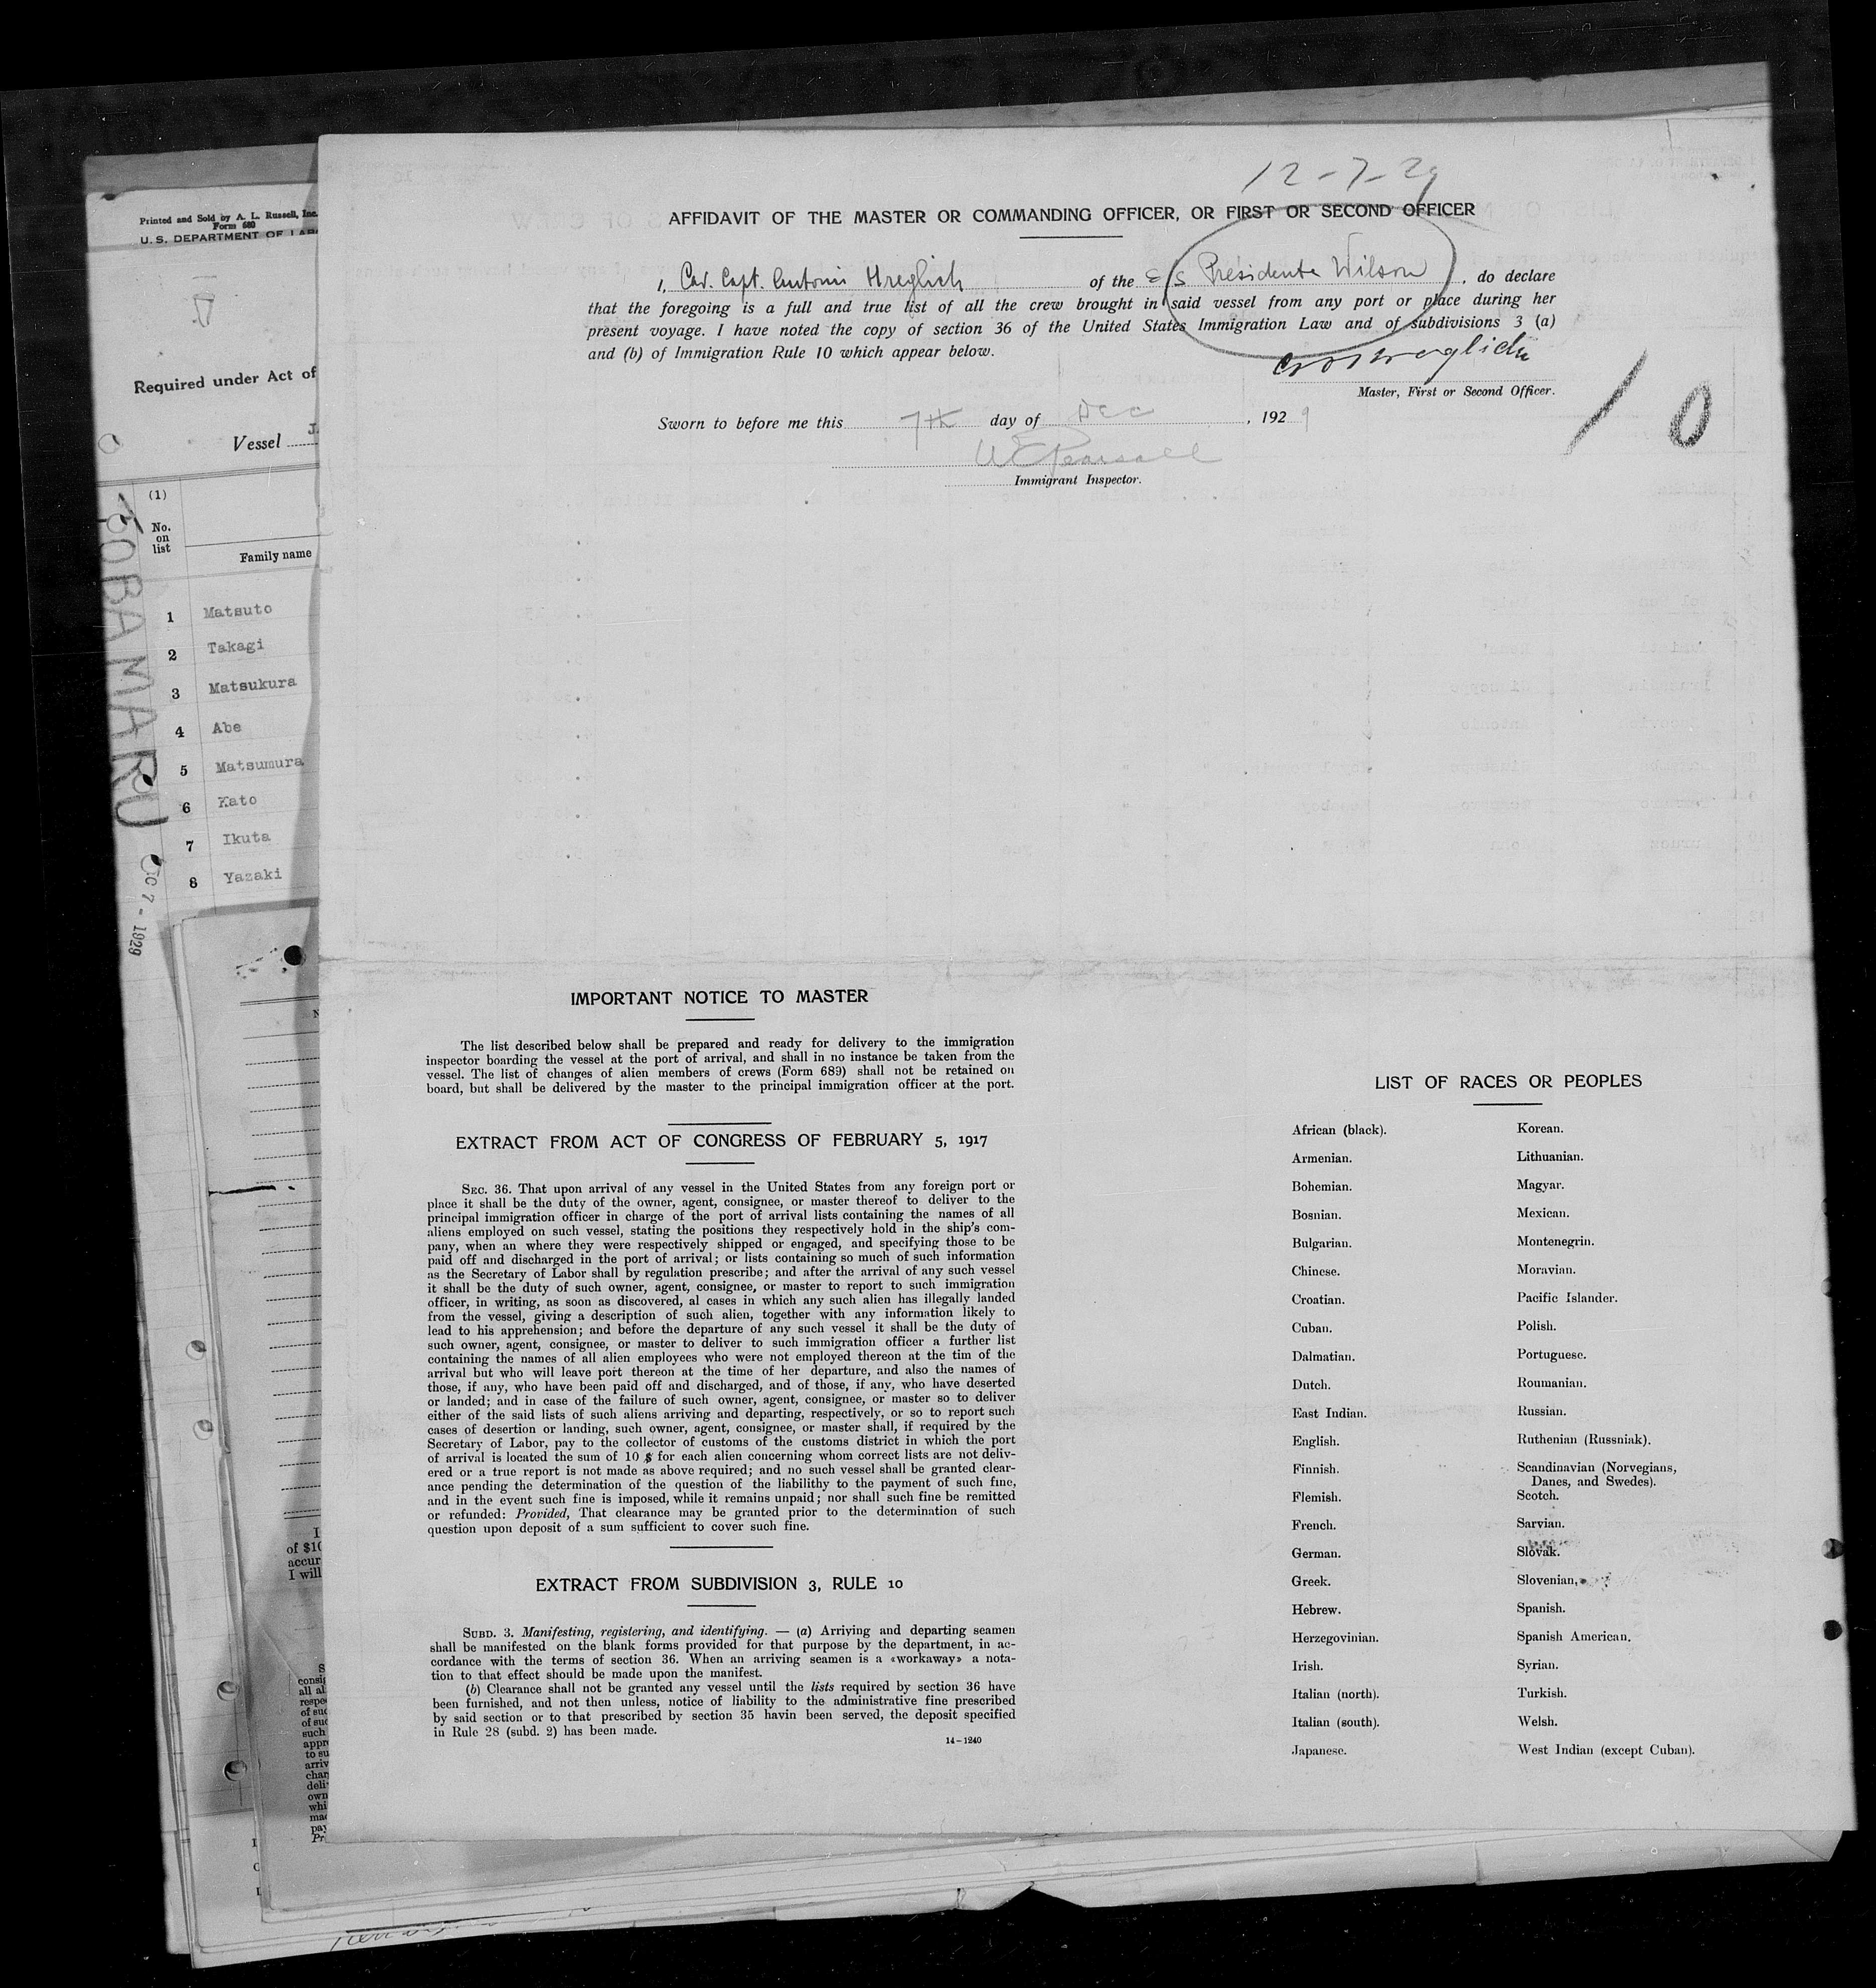 12-7-29
AFFIDAVIT OF THE MASTER OR COMMANDING OFFICER, OR FIRST OR SECOND OFFICER
I, Cav. Capt. Antonio Hreglich of the S/S Presidente Wilson, do declare
that the foregoing is a full and true list of all the crew brought in said vessel from any port or place during her
present voyage. I have noted the copy of section 36 of the United States Immigration Law and of subdivisions 3 (a)
and (b) of Immigration Rule 10 which appear below.
Master, First or Second Officer.
10
Sworn to before me this 7th day of Dec, 1929
W E Pearsall
Immigrant Inspector.
IMPORTANT NOTICE TO MASTER
The list described below shall be prepared and ready for delivery to the immigration
inspector boarding the vessel at the port of arrival, and shall in no instance be taken from the
vessel. The list of changes of alien members of crews (Form 689) shall not be retained on
board, but shall be delivered by the master to the principal immigration officer at the port.
EXTRACT FROM ACT OF CONGRESS OF FEBRUARY 5, 1917
SEC. 36. That upon arrival of any vessel in the United States from any foreign port or
place it shall be the duty of the owner, agent, consignee, or master thereof to deliver to the
principal immigration officer in charge of the port of arrival lists containing the names of all
aliens employed on such vessel, stating the positions they respectively hold in the ship's com-
pany, when an where they were respectively shipped or engaged, and specifying those to be
paid off and discharged in the port of arrival; or lists containing so much of such information
as the Secretary of Labor shall by regulation prescribe; and after the arrival of any such vessel
it shall be the duty of such owner, agent, consignee, or master to report to such immigration
officer, in writing, as soon as discovered, al cases in which any such alien has illegally landed
from the vessel, giving a description of such alien, together with any information likely to
lead to his apprehension; and before the departure of any such vessel it shall be the duty of
such owner, agent, consignee, or master to deliver to such immigration officer a further list
containing the names of all alien employees who were not employed thereon at the tim of the
arrival but who will leave port thereon at the time of her departure, and also the names of
those, if any, who have been paid off and discharged, and of those, if any, who have deserted
or landed; and in case of the failure of such owner, agent, consignee, or master so to deliver
either of the said lists of such aliens arriving and departing, respectively, or so to report such
cases of desertion or landing, such owner, agent, consignee, or master shall, if required by the
Secretary of Labor, pay to the collector of customs of the customs district in which the port
of arrival is located the sum of 10 $ for each alien concerning whom correct lists are not deliv-
ered or a true report is not made as above required; and no such vessel shall be granted clear-
ance pending the determination of the question of the liabilithy to the payment of such fine,
and in the event such fine is imposed, while it remains unpaid; nor shall such fine be remitted
or refunded: Provided, That clearance may be granted prior to the determination of such
question upon deposit of a sum sufficient to cover such fine.
EXTRACT FROM SUBDIVISION 3, RULE 10
SUBD. 3. Manifesting, registering, and identifying. — (a) Arriying and departing seamen
shall be manifested on the blank forms provided for that purpose by the department, in ac-
cordance with the terms of section 36. When an arriving seamen is a «workaway» a nota-
tion to that effect should be made upon the manifest.
(b) Clearance shall not be granted any vessel until the lists required by section 36 have
been furnished, and not then unless, notice of liability to the administrative fine prescribed
by said section or to that prescribed by section 35 havin been served, the deposit specified
in Rule 28 (subd. 2) has been made.
14-1240
LIST OF RACES OR PEOPLES
African (black).
Armenian.
Bohemian.
Bosnian.
Bulgarian.
Chinese.
Croatian.
Cuban.
Dalmatian.
Dutch.
East Indian.
English.
Finnish.
Flemish.
French.
German.
Greek.
Hebrew.
Herzegovinian.
Irish.
Italian (north).
Italian (south).
Japanese.
Korean.
Lithuanian.
Magyar.
Mexican.
Montenegrin.
Moravian.
Pacific Islander.
Polish.
Portuguese.
Roumanian.
Russian.
Ruthenian (Russniak).
Scandinavian (Norvegians,
Danes, and Swedes).
Scotch.
Sarvian.
Slovak.
Slovenian.
Spanish.
Spanish American.
Syrian.
Turkish.
Welsh.
West Indian (except Cuban).
Printed and Sold by A. L. Russell, Inc.
Form 680
U. S. DEPARTMENT OF
Required under Act of
Vessel
(1)
No.
on
list
Family name
1 Matsuto
2 Takagi
3 Matsukura
4 Abe
5 Matsumura
6 Kato
7 Ikuta
8 Yazaki
TOBA MARU
7 - 1929
of $10
accur
I will